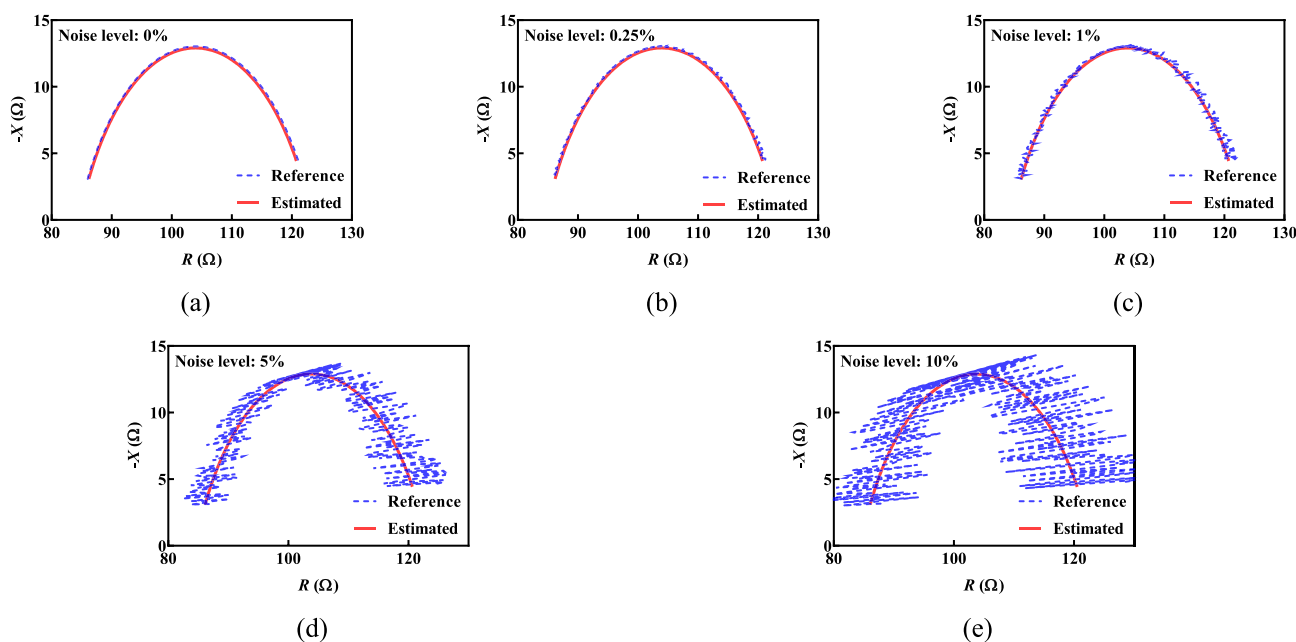 15
Noise level: 0%
10
-X (Ω)
5
Reference
Estimated
0
80 90 100 110 120 130
R (Ω)
(a)
15
Noise level: 0.25%
10
-X (Ω)
5
Reference
Estimated
0
80 90 100 110 120 130
R (Ω)
(b)
15
Noise level: 1%
10
-X (Ω)
5
Reference
Estimated
0
80 90 100 110 120 130
R (Ω)
(c)
15
Noise level: 5%
10
-X (Ω)
5
Reference
Estimated
0
80 100 120
R (Ω)
(d)
15
Noise level: 10%
10
-X (Ω)
5
Reference
Estimated
0
80 100 120
R (Ω)
(e)